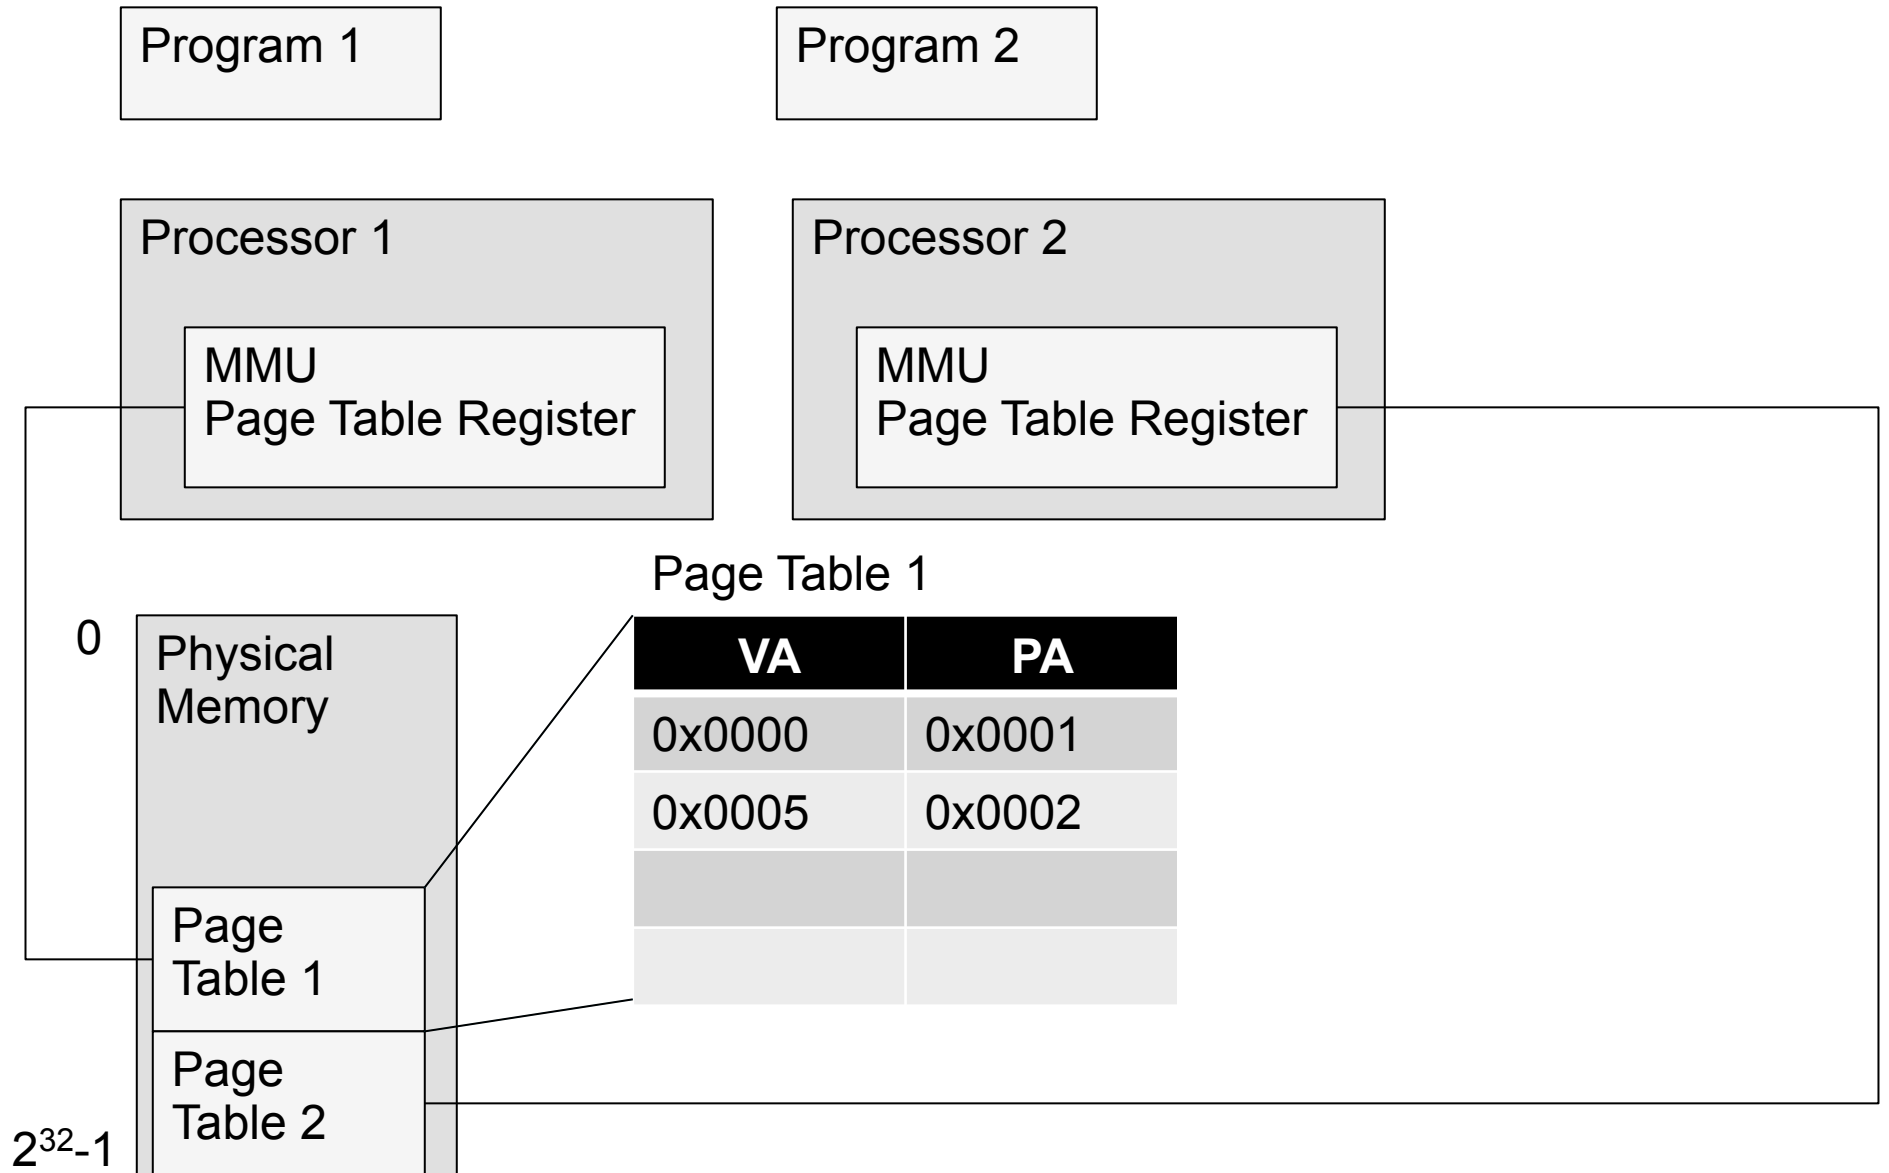 Program 1
Program 2
Processor 1
Processor 2
MMU
Page Table Register
MMU
Page Table Register
Page Table 1
0
Physical
Memory
VA PA
0x0000 0x0001
0x0005 0x0002
Page
Table 1
Page
Table 2
2³²-1